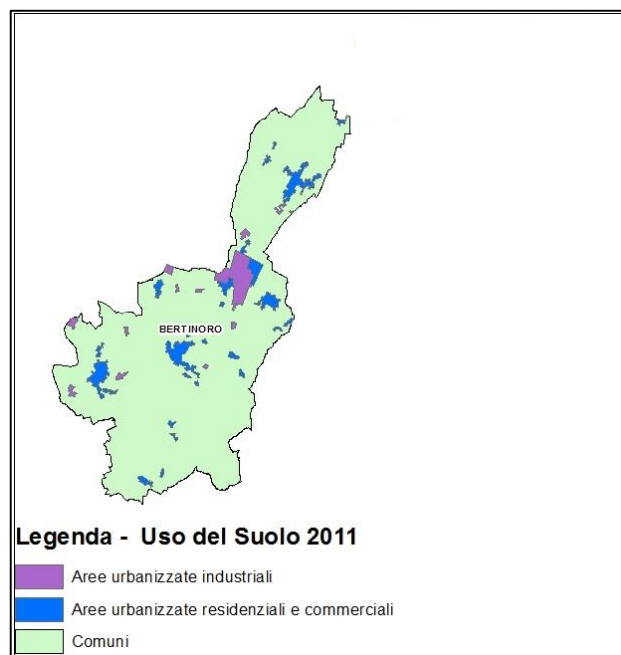 BERTINORO
Legenda - Uso del Suolo 2011
Aree urbanizzate industriali
Aree urbanizzate residenziali e commerciali
Comuni